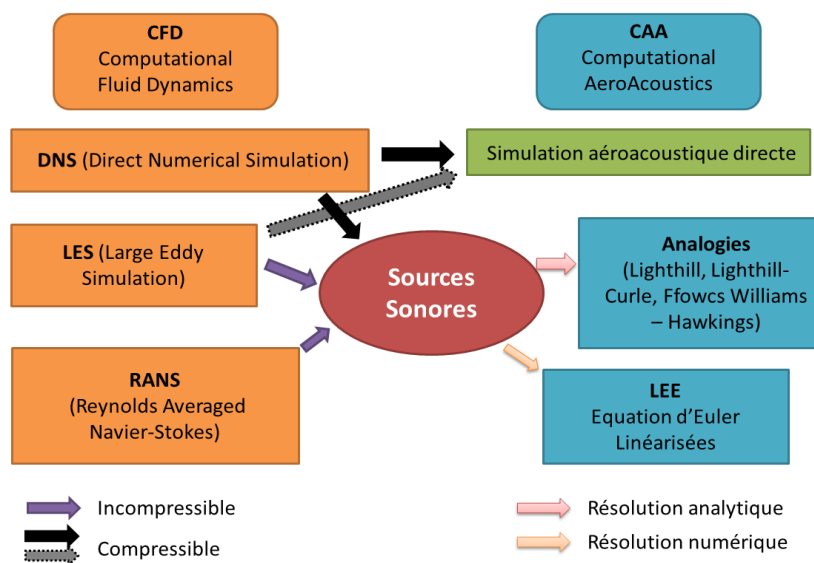 CFD
Computational
Fluid Dynamics
CAA
Computational
AeroAcoustics
DNS (Direct Numerical Simulation)
Simulation aéroacoustique directe
LES (Large Eddy
Simulation)
Sources
Sonores
Analogies
(Lighthill, Lighthill-
Curle, Ffowcs Williams
– Hawkings)
RANS
(Reynolds Averaged
Navier-Stokes)
LEE
Equation d’Euler
Linéarisées
Incompressible
Compressible
Résolution analytique
Résolution numérique